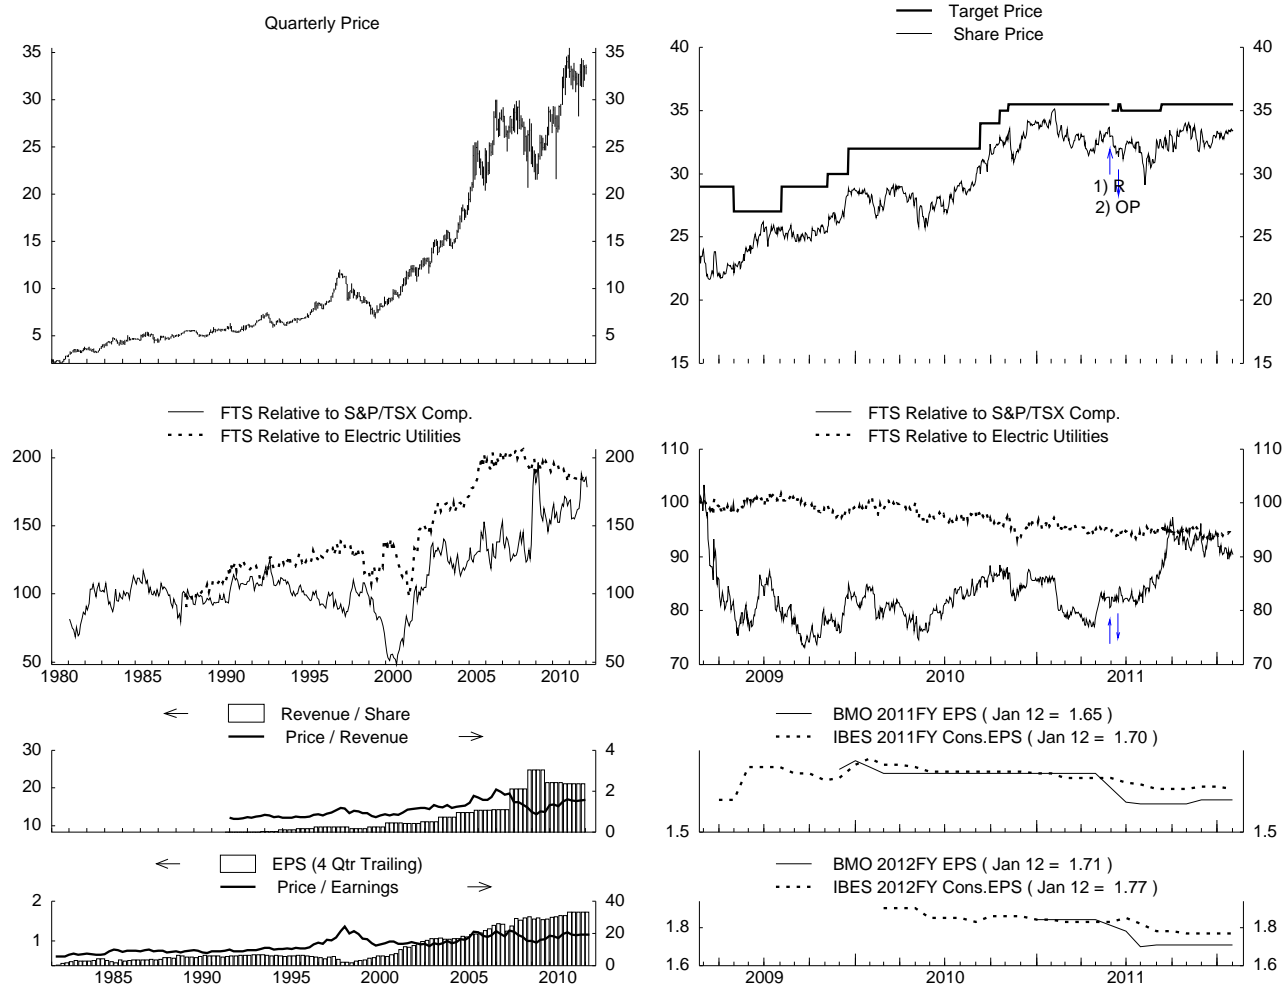 Quarterly Price
35 35
30 30
25 25
20 20
15 15
10 10
5 5
Target Price
Share Price
40 40
35 35
30 30
1) R
2) OP
25 25
20 20
15 15
FTS Relative to S&P/TSX Comp.
FTS Relative to Electric Utilities
200 200
150 150
100 100
50 50
1980 1985 1990 1995 2000 2005 2010
FTS Relative to S&P/TSX Comp.
FTS Relative to Electric Utilities
110 110
100 100
90 90
80 80
70 70
2009 2010 2011
Revenue / Share
Price / Revenue
30 4
20 2
10 0
BMO 2011FY EPS ( Jan 12 = 1.65 )
IBES 2011FY Cons.EPS ( Jan 12 = 1.70 )
1.5 1.5
EPS (4 Qtr Trailing)
Price / Earnings
2 40
1 20
0
1985 1990 1995 2000 2005 2010
BMO 2012FY EPS ( Jan 12 = 1.71 )
IBES 2012FY Cons.EPS ( Jan 12 = 1.77 )
1.8 1.8
1.6 1.6
2009 2010 2011